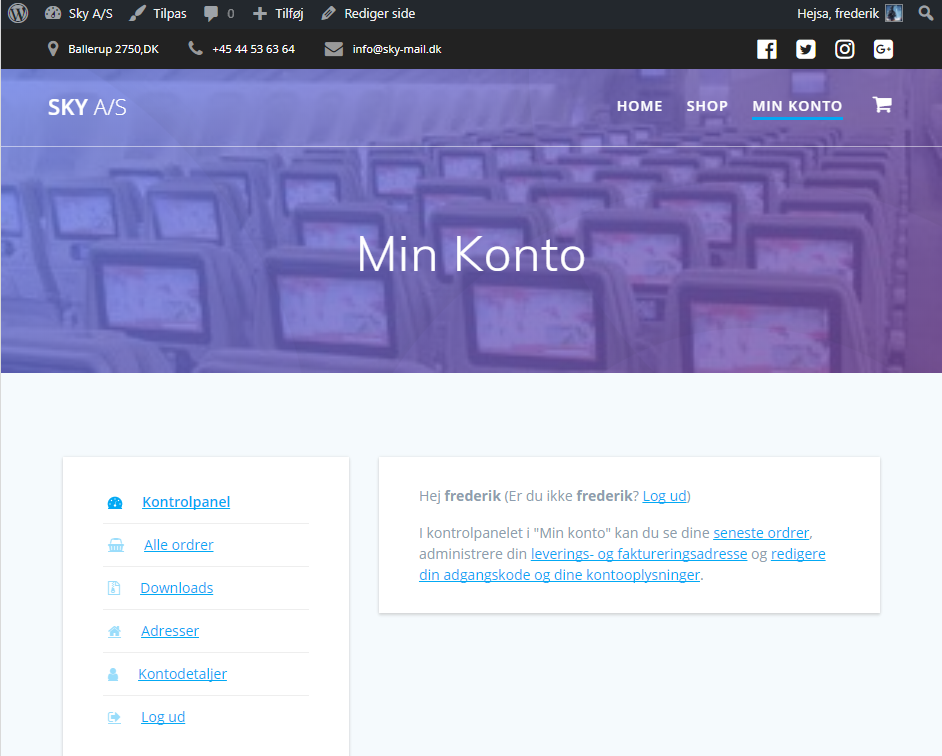 Sky A/S Tilpas 0 Tilføj Rediger side Hejsa, frederik
Ballerup 2750,DK +45 44 53 63 64 info@sky-mail.dk
SKY A/S HOME SHOP MIN KONTO
Min Konto
Kontrolpanel
Alle ordrer
Downloads
Adresser
Kontodetaljer
Log ud
Hej frederik (Er du ikke frederik? Log ud)
I kontrolpanelet i "Min konto" kan du se dine seneste ordrer,
administrere din leverings- og faktureringsadresse og redigere
din adgangskode og dine kontooplysninger.